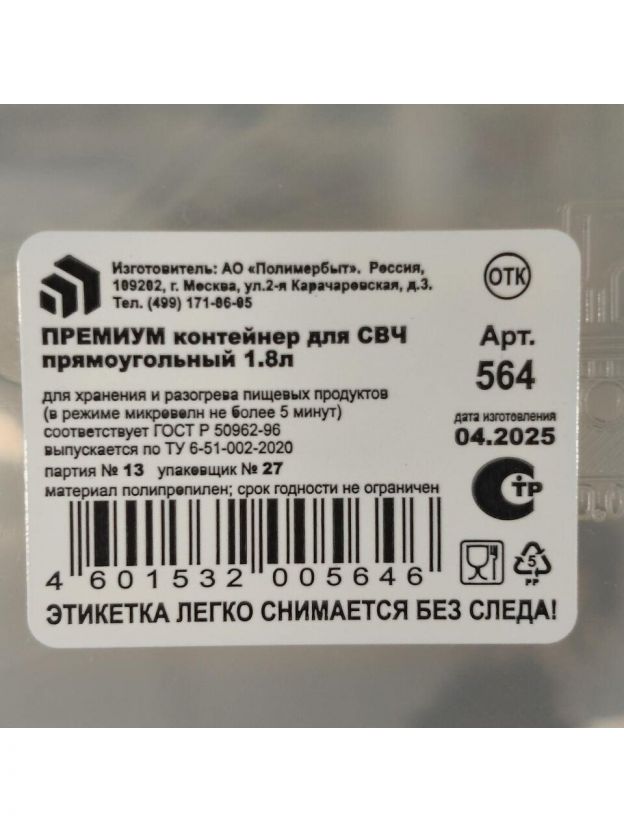 Изготовитель: АО «Полимербыт». Россия,
109202, г. Москва, ул.2-я Карачаровская, д.3.
Тел. (499) 171-06-05
ОТК
ПРЕМИУМ контейнер для СВЧ
прямоугольный 1.8л
Арт.
564
для хранения и разогрева пищевых продуктов
(в режиме микроволн не более 5 минут)
соответствует ГОСТ Р 50962-96
выпускается по ТУ 6-51-002-2020
дата изготовления
04.2025
партия № 13 упаковщик № 27
материал полипропилен; срок годности не ограничен
СТР
4 601532 005646
5
PP
ЭТИКЕТКА ЛЕГКО СНИМАЕТСЯ БЕЗ СЛЕДА!